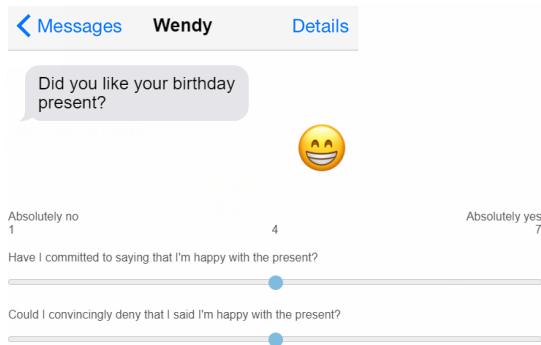 Messages Wendy Details
Did you like your birthday
present?
Absolutely no Absolutely yes
1 4 7
Have I committed to saying that I'm happy with the present?
Could I convincingly deny that I said I'm happy with the present?